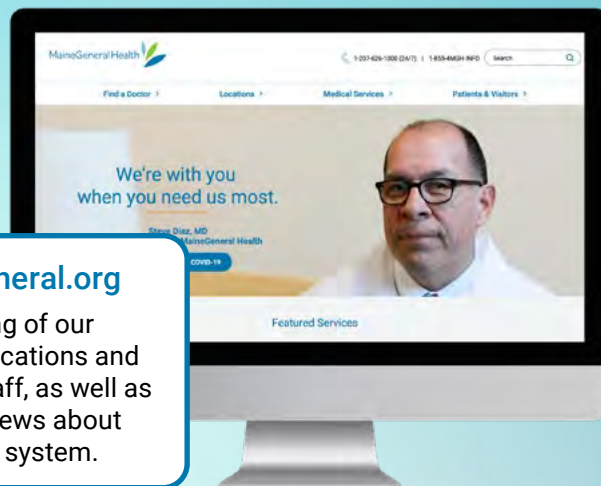 MaineGeneral Health
1-207-626-1000 (24/7) | 1-855-4MGH-INFO Search
Find a Doctor > Locations > Medical Services > Patients & Visitors >
We're with you
when you need us most.
Steve Diaz, MD
MaineGeneral Health
COVID-19
Featured Services
neral.org
ng of our
cations and
aff, as well as
ews about
system.